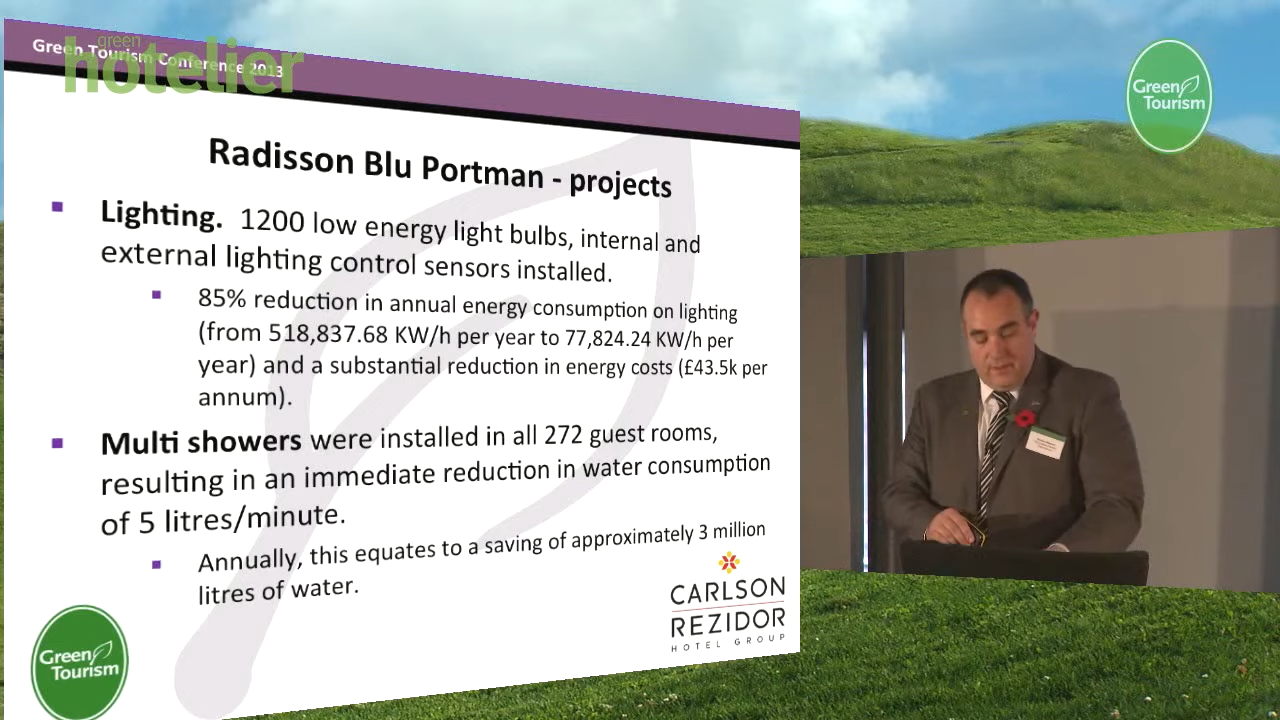 Green Tourism Conference 2013
green
hotelier
Green
Tourism
Radisson Blu Portman - projects
▪ Lighting. 1200 low energy light bulbs, internal and
external lighting control sensors installed.
▪ 85% reduction in annual energy consumption on lighting
(from 518,837.68 KW/h per year to 77,824.24 KW/h per
year) and a substantial reduction in energy costs (£43.5k per
annum).
▪ Multi showers were installed in all 272 guest rooms,
resulting in an immediate reduction in water consumption
of 5 litres/minute.
▪ Annually, this equates to a saving of approximately 3 million
litres of water.
CARLSON
REZIDOR
HOTEL GROUP
Green
Tourism